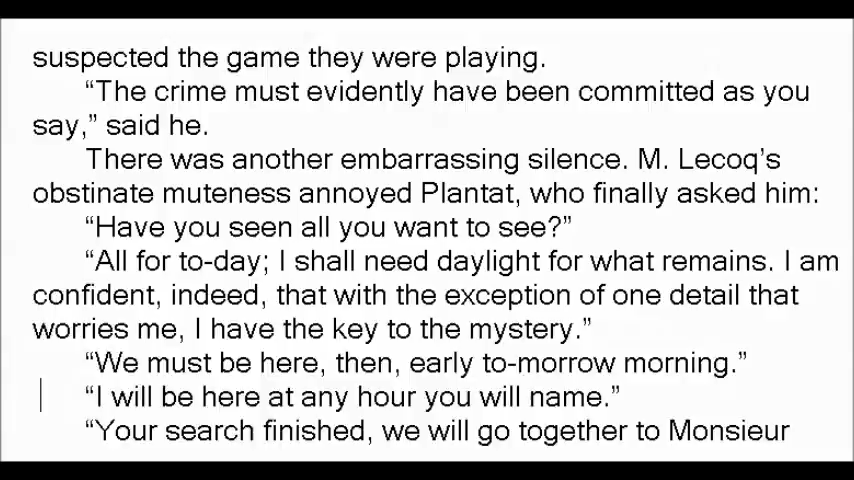 suspected the game they were playing.
“The crime must evidently have been committed as you
say,” said he.
There was another embarrassing silence. M. Lecoq’s
obstinate muteness annoyed Plantat, who finally asked him:
“Have you seen all you want to see?”
“All for to-day; I shall need daylight for what remains. I am
confident, indeed, that with the exception of one detail that
worries me, I have the key to the mystery.”
“We must be here, then, early to-morrow morning.”
“I will be here at any hour you will name.”
“Your search finished, we will go together to Monsieur